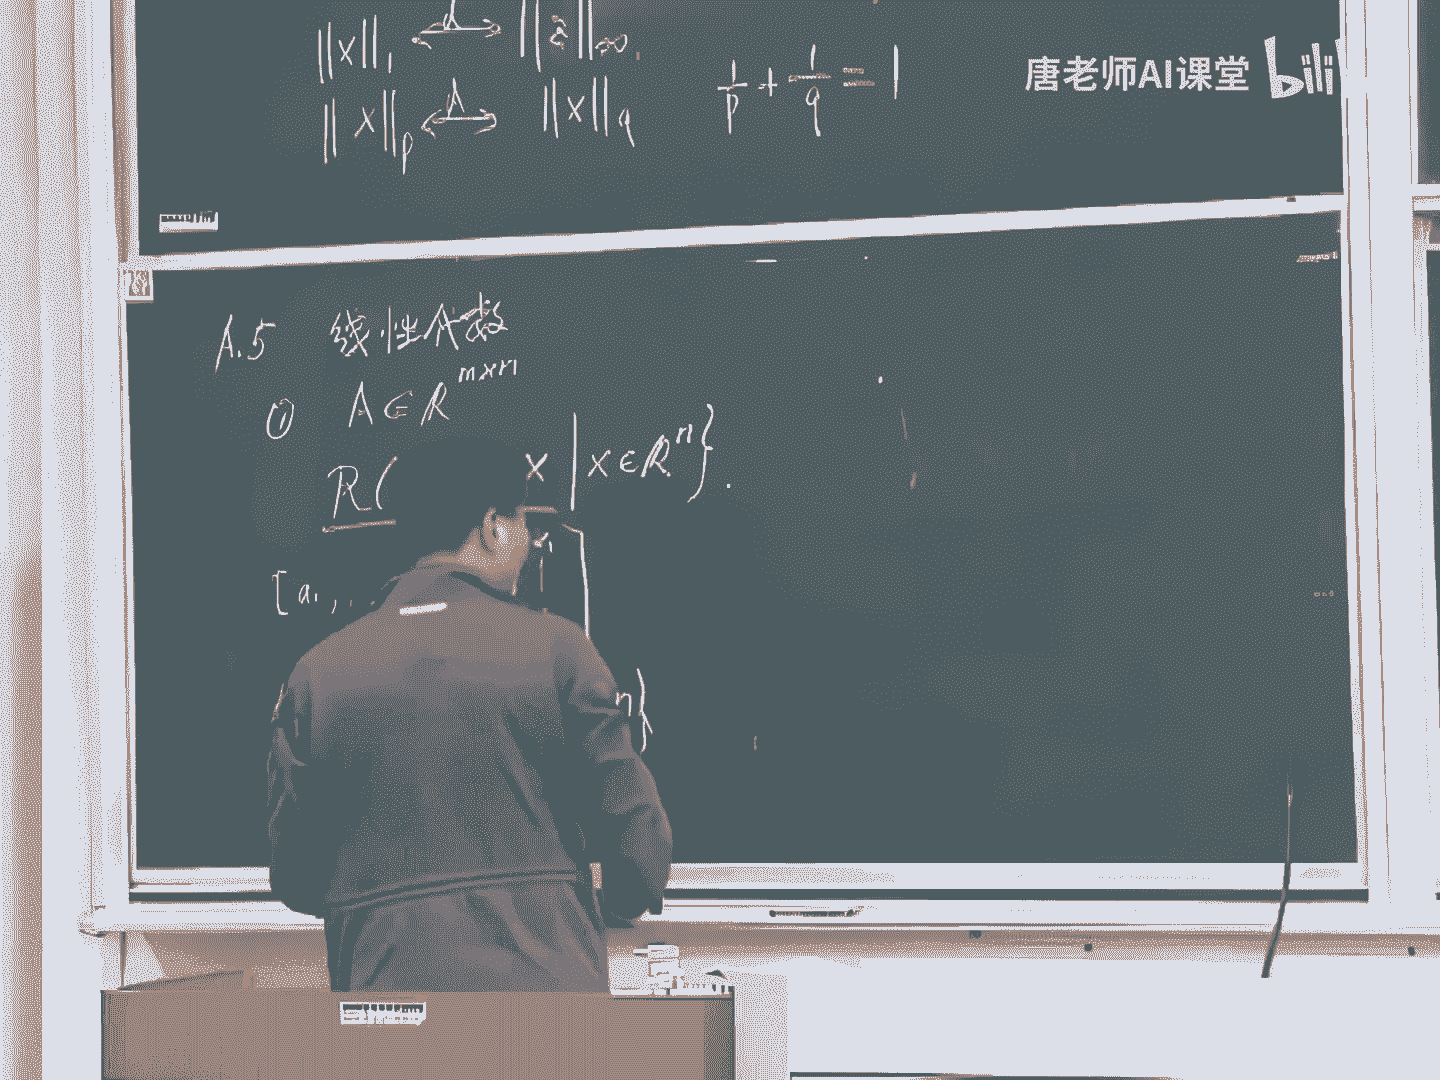 ‖x‖₁ ⟷ᵈ ‖z‖∞
‖x‖p ⟷ᵈ ‖x‖q    1/p + 1/q = 1
唐老师AI课堂 bili
A.5 线性代数
① A∈R^{m×n}
R( x | x∈Rⁿ}.
[a₁, . .
n}